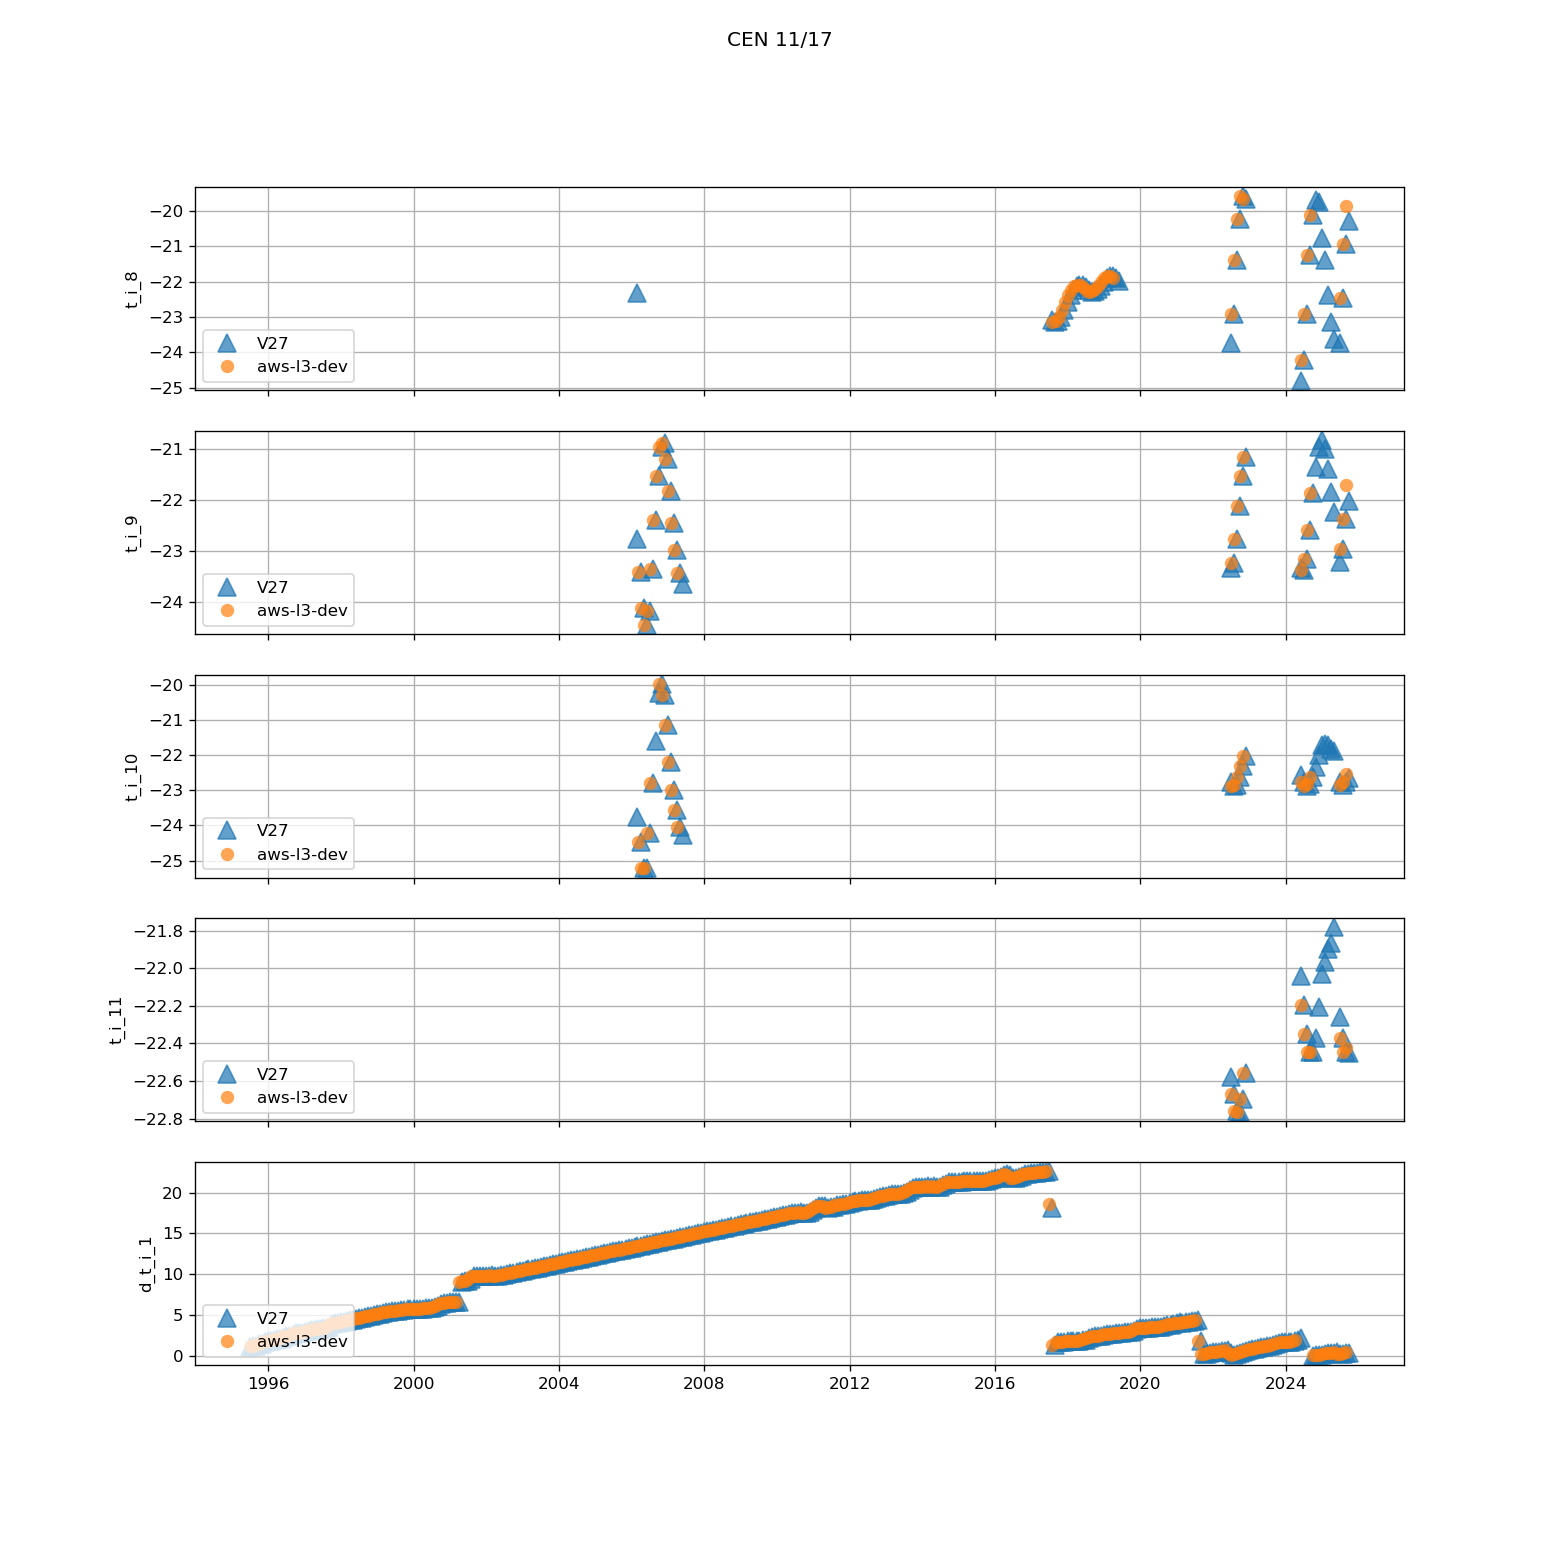 CEN 11/17
−20
−21
−22
−23
−24
−25
t_i_8
V27
aws-l3-dev
−21
−22
−23
−24
t_i_9
V27
aws-l3-dev
−20
−21
−22
−23
−24
−25
t_i_10
V27
aws-l3-dev
−21.8
−22.0
−22.2
−22.4
−22.6
−22.8
t_i_11
V27
aws-l3-dev
20
15
10
5
0
d_t_i_1
V27
aws-l3-dev
1996 2000 2004 2008 2012 2016 2020 2024